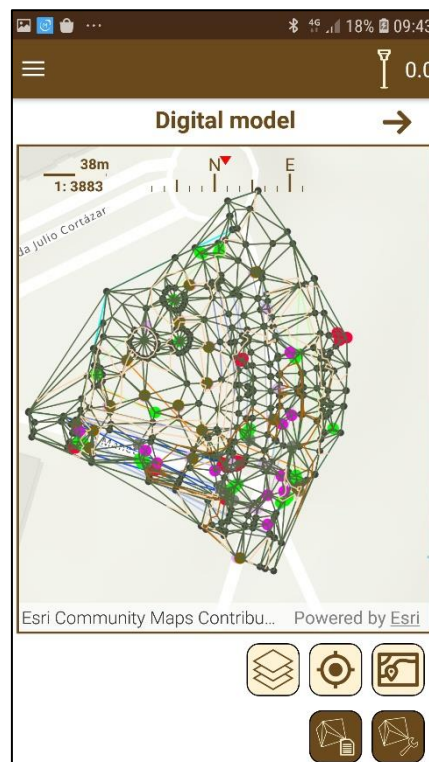 4G 18% 09:43
0.0
Digital model
38m
1: 3883
N E
da Julio Cortázar
Esri Community Maps Contribu... Powered by Esri